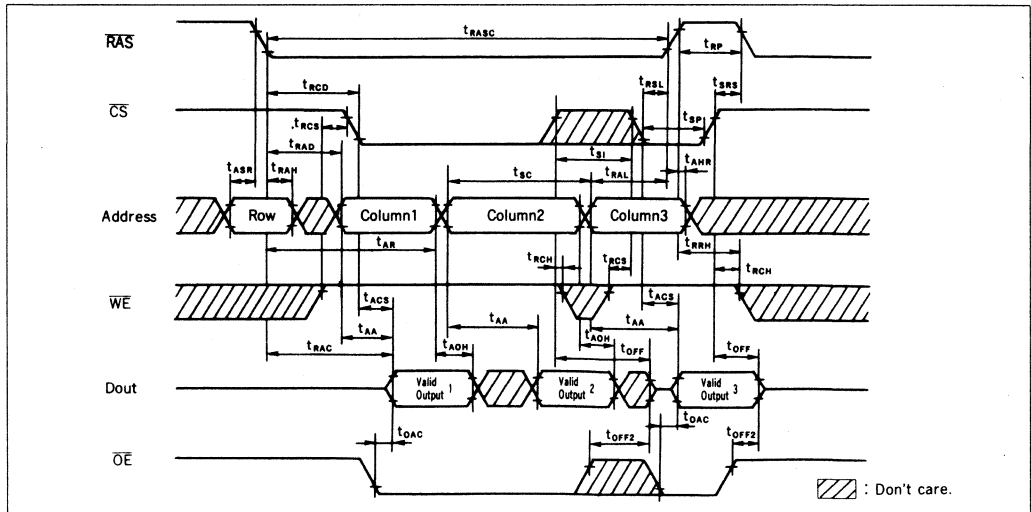 RAS
tRASC
tRP
tRCD
tRSL
tSRS
CS
tRCS
tSP
tRAD
tSI
tAHR
tASR
tRAH
tSC
tRAL
Address
Row
Column1
Column2
Column3
tAR
tRRH
tRCH
tRCS
tRCH
WE
tACS
tACS
tAA
tAA
tAA
tRAC
tAOH
tAOH
tOFF
tOFF
Dout
Valid
Output 1
Valid
Output 2
Valid
Output 3
tOAC
tOFF2
tOAC
tOFF2
OE
: Don't care.